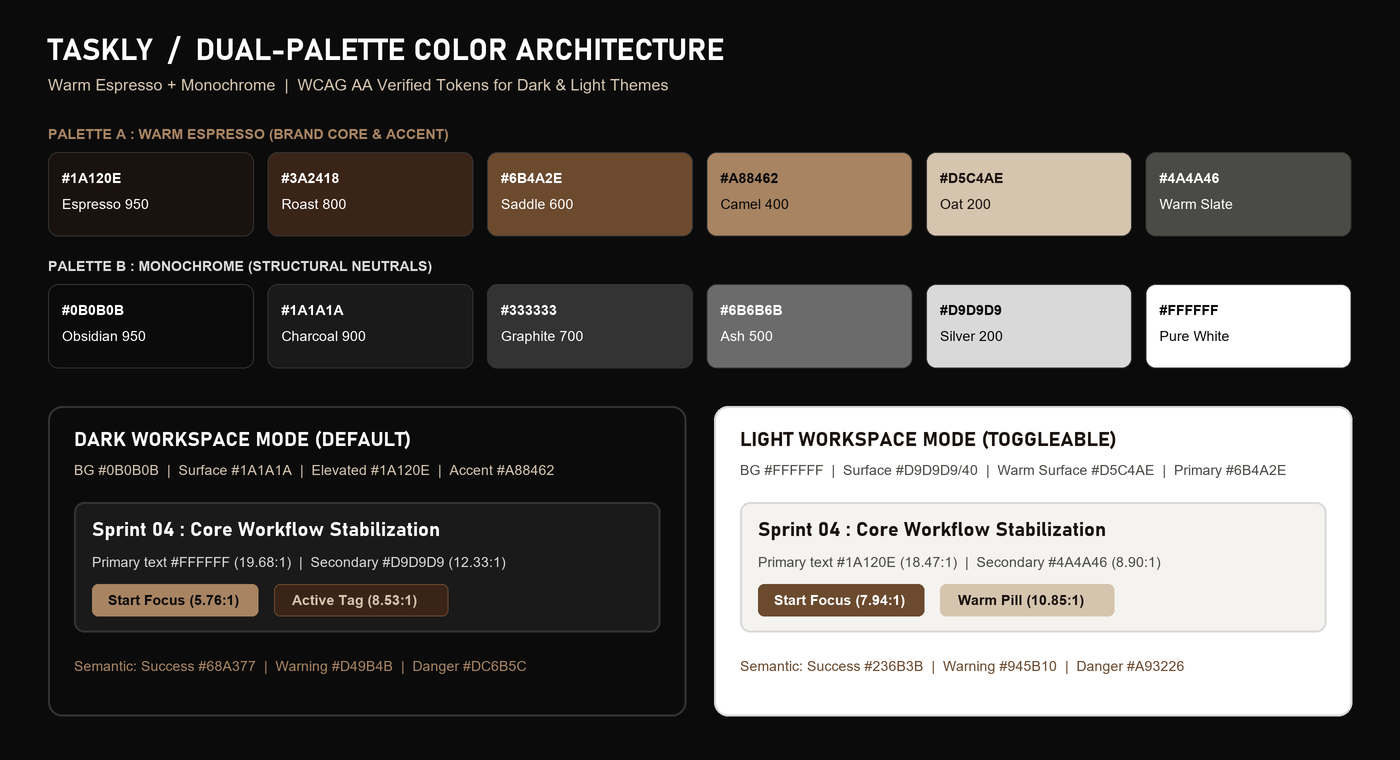 TASKLY / DUAL-PALETTE COLOR ARCHITECTURE
Warm Espresso + Monochrome | WCAG AA Verified Tokens for Dark & Light Themes
PALETTE A : WARM ESPRESSO (BRAND CORE & ACCENT)
#1A120E
Espresso 950
#3A2418
Roast 800
#6B4A2E
Saddle 600
#A88462
Camel 400
#D5C4AE
Oat 200
#4A4A46
Warm Slate
PALETTE B : MONOCHROME (STRUCTURAL NEUTRALS)
#0B0B0B
Obsidian 950
#1A1A1A
Charcoal 900
#333333
Graphite 700
#6B6B6B
Ash 500
#D9D9D9
Silver 200
#FFFFFF
Pure White
DARK WORKSPACE MODE (DEFAULT)
BG #0B0B0B | Surface #1A1A1A | Elevated #1A120E | Accent #A88462
Sprint 04 : Core Workflow Stabilization
Primary text #FFFFFF (19.68:1) | Secondary #D9D9D9 (12.33:1)
Start Focus (5.76:1)
Active Tag (8.53:1)
Semantic: Success #68A377 | Warning #D49B4B | Danger #DC6B5C
LIGHT WORKSPACE MODE (TOGGLEABLE)
BG #FFFFFF | Surface #D9D9D9/40 | Warm Surface #D5C4AE | Primary #6B4A2E
Sprint 04 : Core Workflow Stabilization
Primary text #1A120E (18.47:1) | Secondary #4A4A46 (8.90:1)
Start Focus (7.94:1)
Warm Pill (10.85:1)
Semantic: Success #236B3B | Warning #945B10 | Danger #A93226